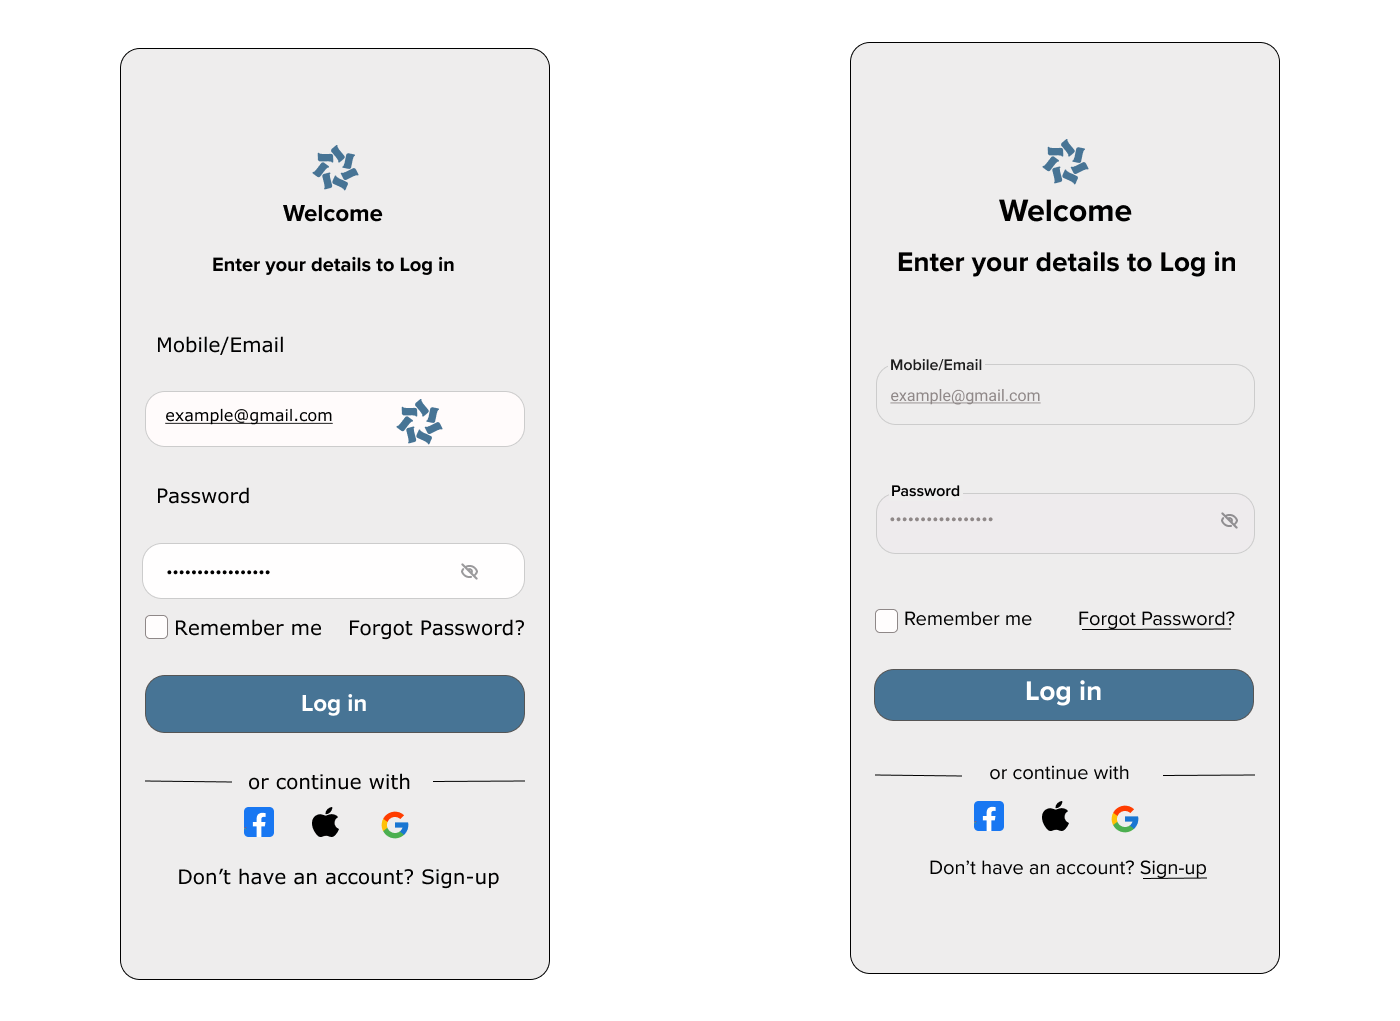 Welcome
Enter your details to Log in
Mobile/Email
example@gmail.com
Password
•••••••••••••••••
Remember me Forgot Password?
Log in
or continue with
Don’t have an account? Sign-up
Welcome
Enter your details to Log in
Mobile/Email
example@gmail.com
Password
•••••••••••••••••
Remember me Forgot Password?
Log in
or continue with
Don’t have an account? Sign-up